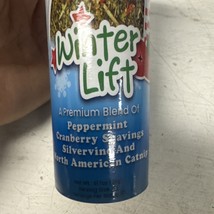 Winter
Lift
A Premium Blend Of
Peppermint
Cranberry Shavings
Silvervine And
North American Catnip